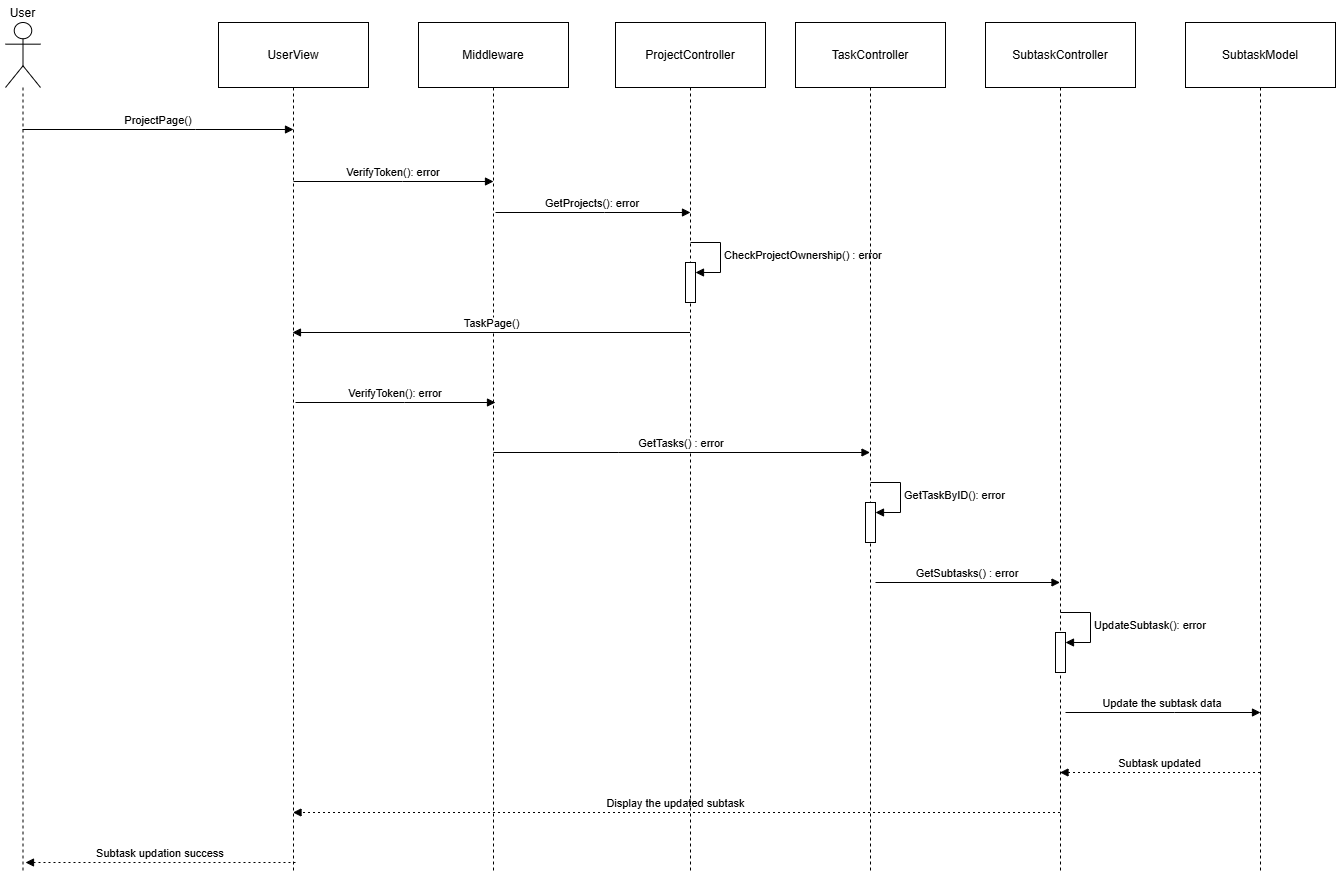 User
UserView
Middleware
ProjectController
TaskController
SubtaskController
SubtaskModel
ProjectPage()
VerifyToken(): error
GetProjects(): error
CheckProjectOwnership() : error
TaskPage()
VerifyToken(): error
GetTasks() : error
GetTaskByID(): error
GetSubtasks() : error
UpdateSubtask(): error
Update the subtask data
Subtask updated
Display the updated subtask
Subtask updation success